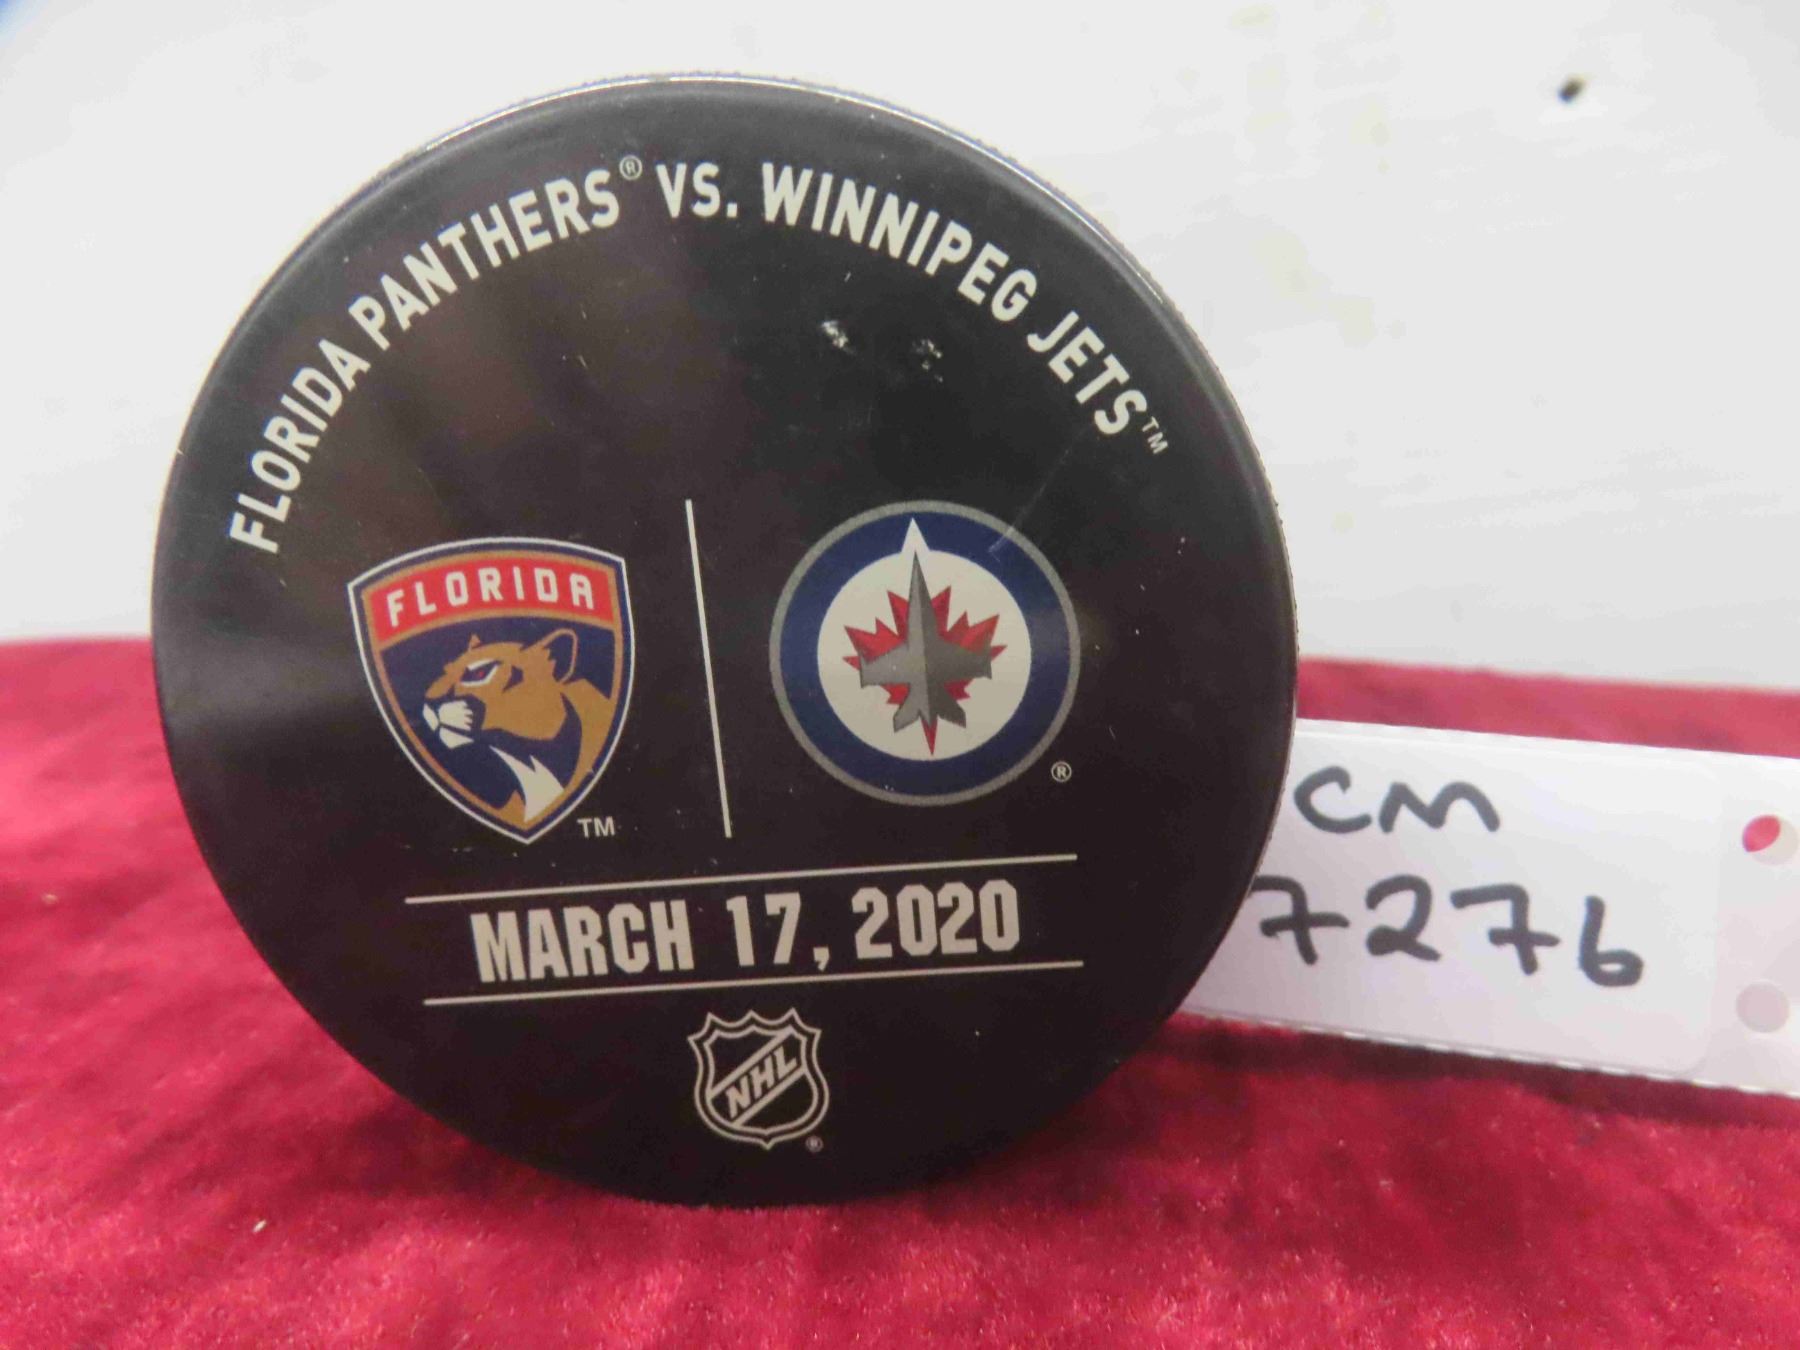 FLORIDA PANTHERS® VS. WINNIPEG JETS™
FLORIDA
TM
®
MARCH 17, 2020
NHL
®
CM
7276